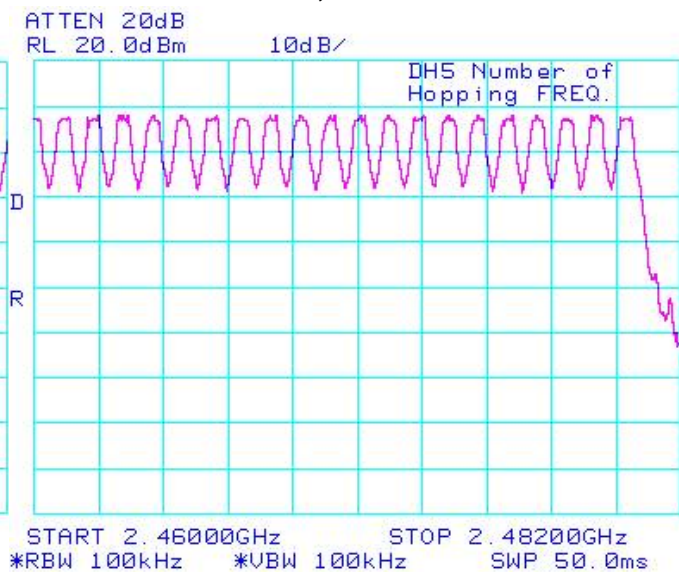 ATTEN 20dB
RL 20.0dBm 10dB/
DH5 Number of
Hopping FREQ.
D
R
START 2.46000GHz STOP 2.48200GHz
*RBW 100kHz *VBW 100kHz SWP 50.0ms